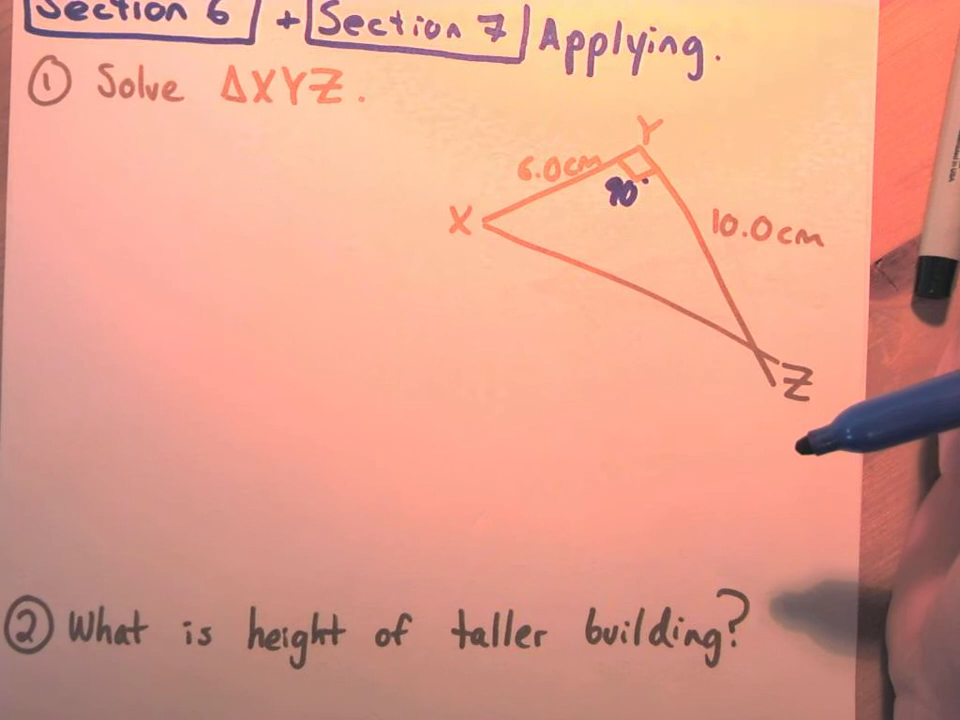 Section 6 + Section 7 Applying.
① Solve ΔXYZ.
Y
6.0cm
90°
X
10.0cm
Z
② What is height of taller building?